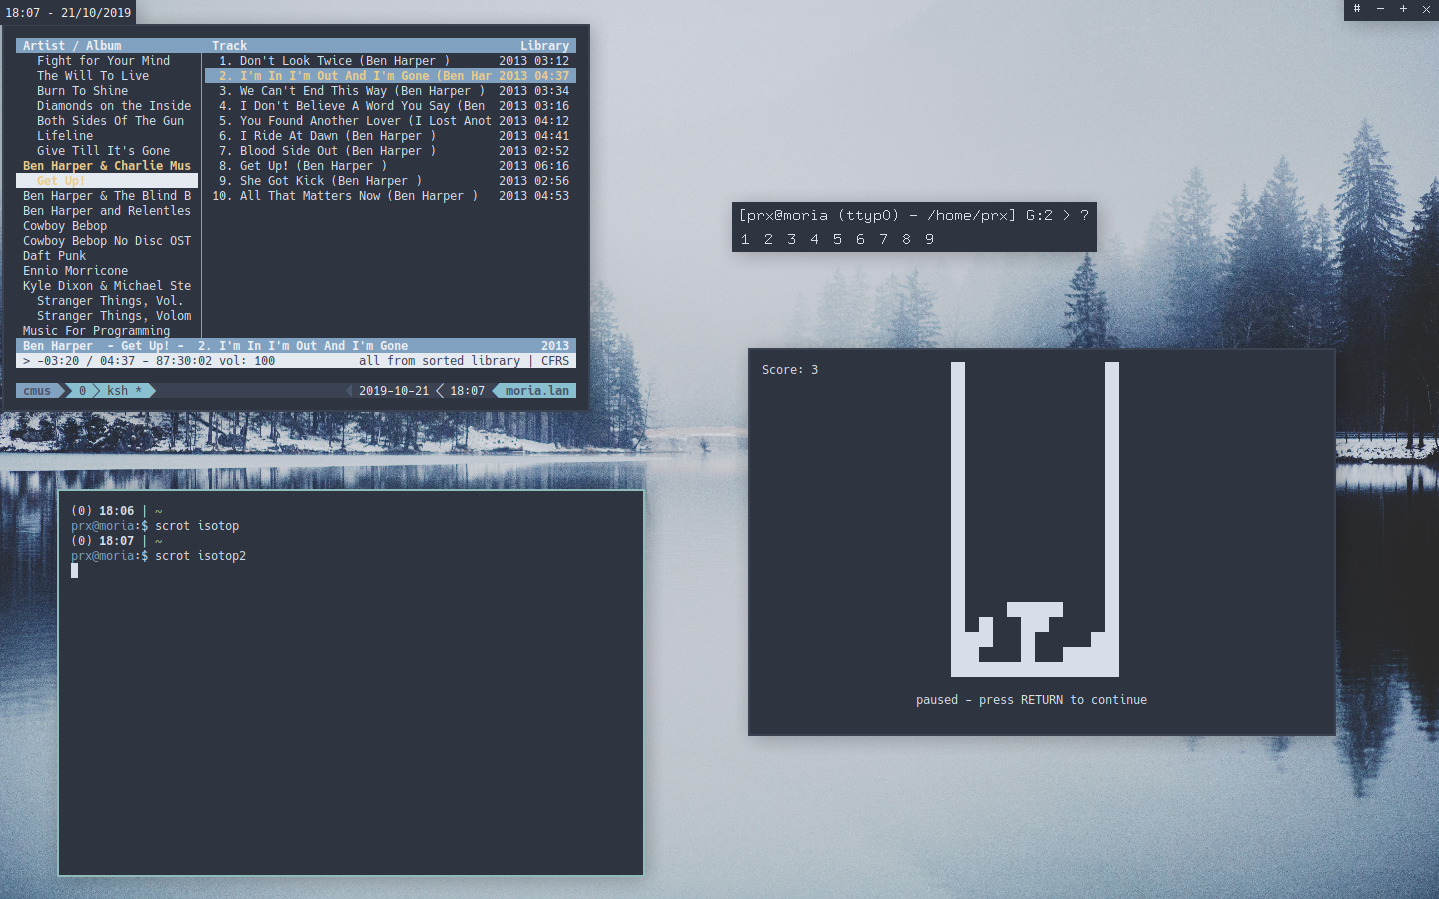 18:07 - 21/10/2019
# − + ×
Artist / Album Track Library
Fight for Your Mind 1. Don't Look Twice (Ben Harper ) 2013 03:12
The Will To Live 2. I'm In I'm Out And I'm Gone (Ben Har 2013 04:37
Burn To Shine 3. We Can't End This Way (Ben Harper ) 2013 03:34
Diamonds on the Inside 4. I Don't Believe A Word You Say (Ben 2013 03:16
Both Sides Of The Gun 5. You Found Another Lover (I Lost Anot 2013 04:12
Lifeline 6. I Ride At Dawn (Ben Harper ) 2013 04:41
Give Till It's Gone 7. Blood Side Out (Ben Harper ) 2013 02:52
Ben Harper & Charlie Mus 8. Get Up! (Ben Harper ) 2013 06:16
Get Up! 9. She Got Kick (Ben Harper ) 2013 02:56
Ben Harper & The Blind B 10. All That Matters Now (Ben Harper ) 2013 04:53
Ben Harper and Relentles
Cowboy Bebop
Cowboy Bebop No Disc OST
Daft Punk
Ennio Morricone
Kyle Dixon & Michael Ste
Stranger Things, Vol.
Stranger Things, Volom
Music For Programming
Ben Harper - Get Up! - 2. I'm In I'm Out And I'm Gone 2013
> -03:20 / 04:37 - 87:30:02 vol: 100 all from sorted library | CFRS
cmus 0 ksh * 2019-10-21 18:07 moria.lan
[prx@moria (ttyp0) - /home/prx] G:2 > ?
1 2 3 4 5 6 7 8 9
Score: 3
paused - press RETURN to continue
(0) 18:06 | ~
prx@moria:$ scrot isotop
(0) 18:07 | ~
prx@moria:$ scrot isotop2